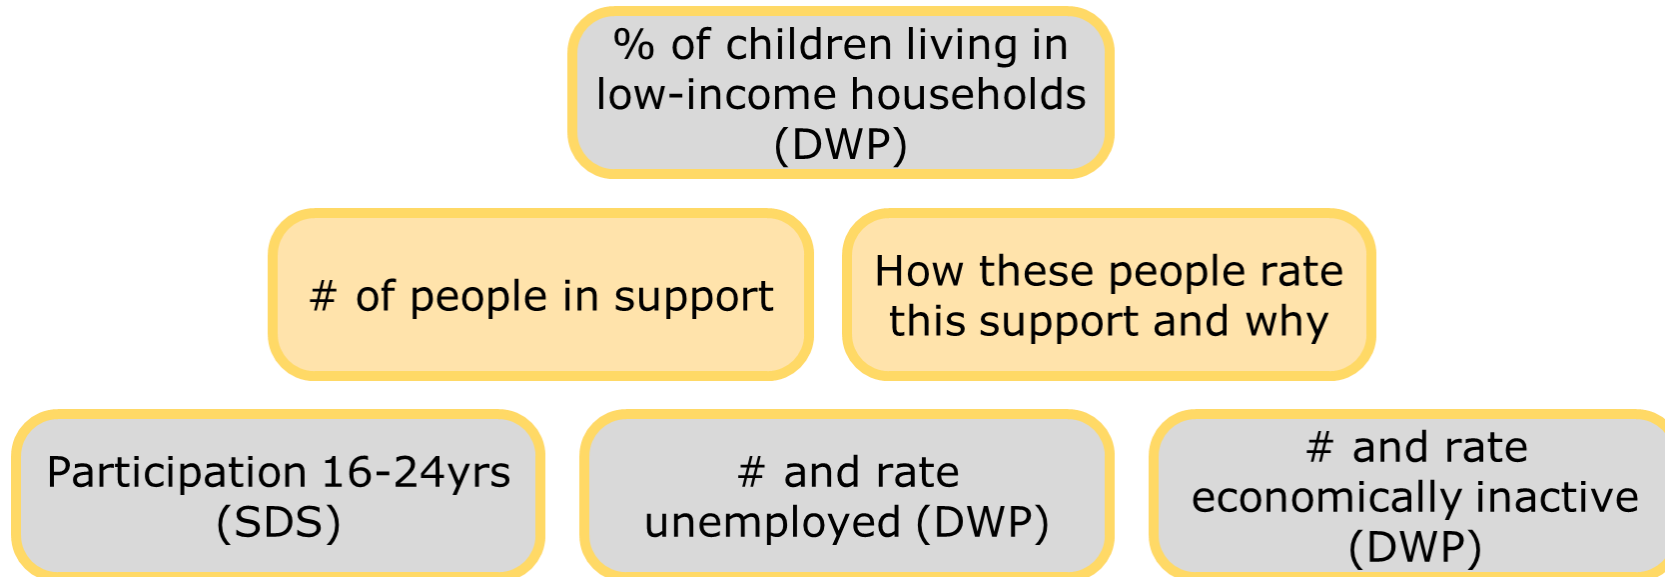 % of children living in
low-income households
(DWP)
# of people in support
How these people rate
this support and why
Participation 16-24yrs
(SDS)
# and rate
unemployed (DWP)
# and rate
economically inactive
(DWP)